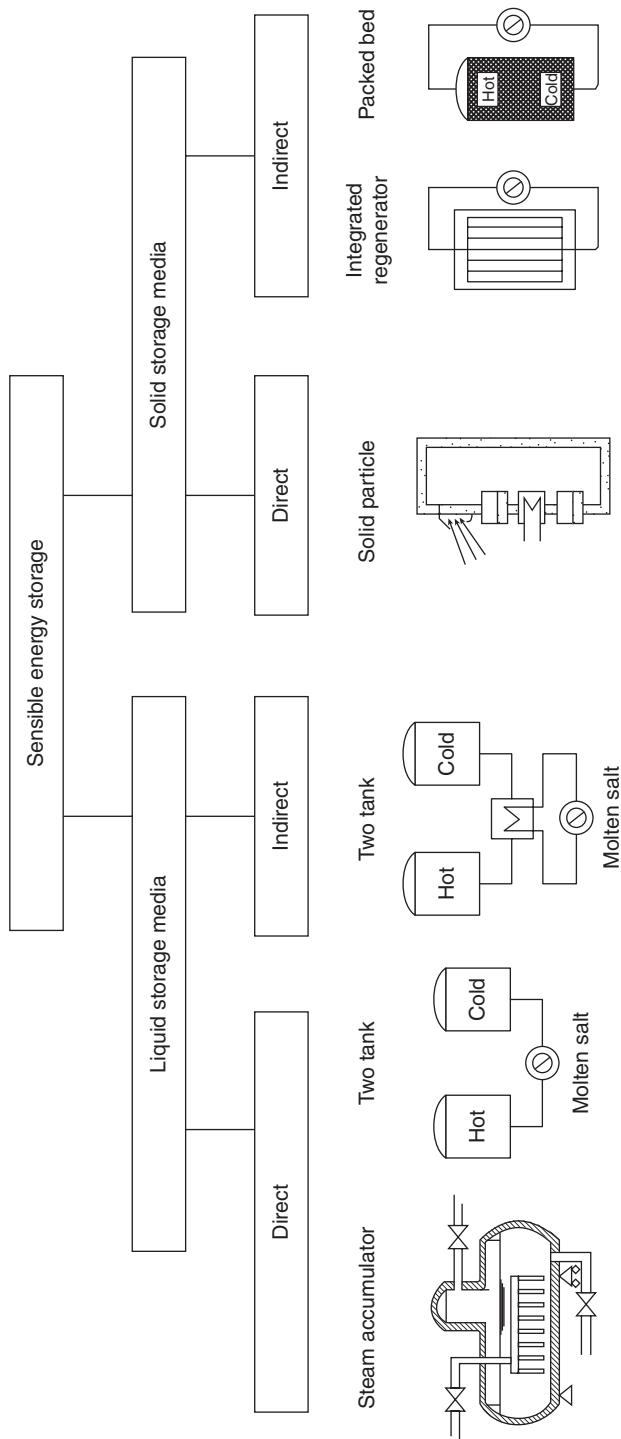 Sensible energy storage
Liquid storage media
Solid storage media
Direct
Indirect
Direct
Indirect
Steam accumulator
Two tank
Two tank
Solid particle
Integrated
regenerator
Packed bed
Hot
Cold
Molten salt
Hot
Cold
Molten salt
Hot
Cold